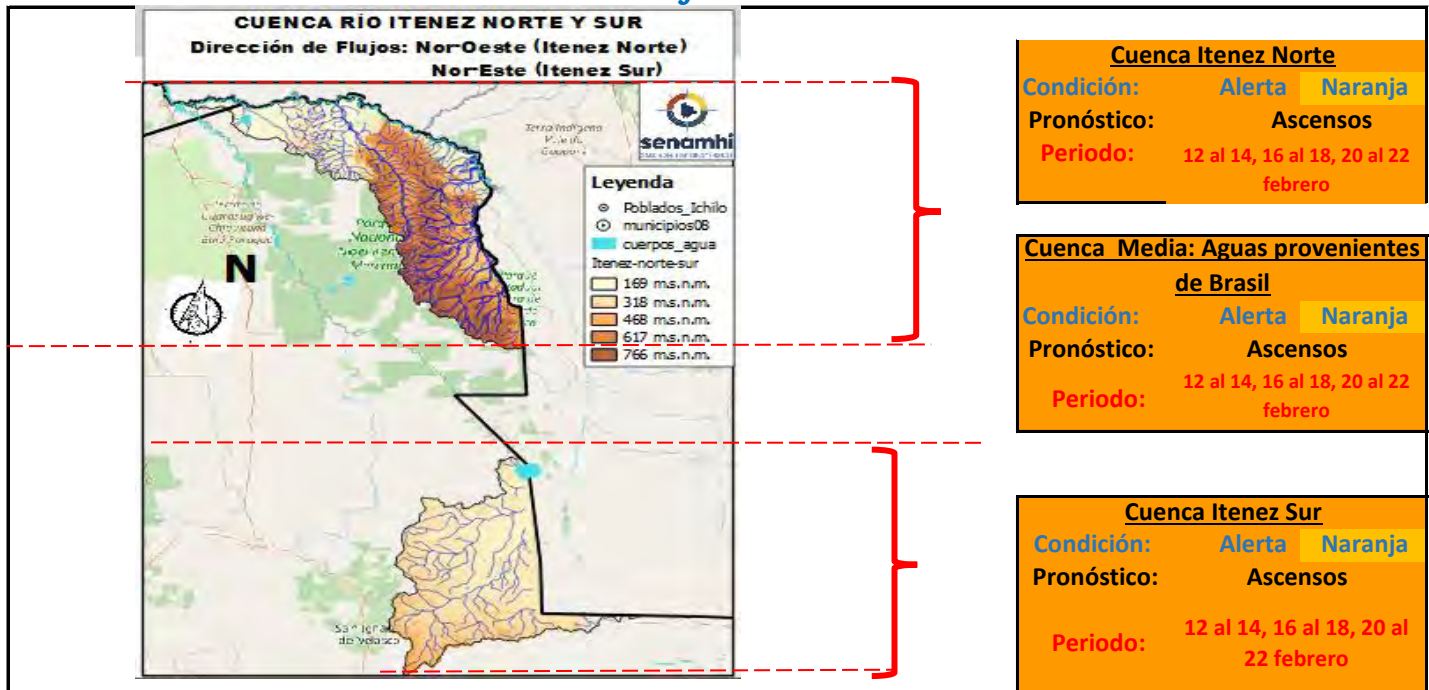 CUENCA RÍO ITENEZ NORTE Y SUR
Dirección de Flujos: Nor-Oeste (Itenez Norte)
Nor-Este (Itenez Sur)
senamhi
Leyenda
Poblados_Ichilo
municipios08
cuerpos_agua
Itenez-norte-sur
169 m.s.n.m.
318 m.s.n.m.
468 m.s.n.m.
617 m.s.n.m.
766 m.s.n.m.
N
San Ignacio
de Velasco
Cuenca Itenez Norte
Condición: Alerta Naranja
Pronóstico: Ascensos
Periodo: 12 al 14, 16 al 18, 20 al 22
febrero
Cuenca Media: Aguas provenientes
de Brasil
Condición: Alerta Naranja
Pronóstico: Ascensos
Periodo: 12 al 14, 16 al 18, 20 al 22
febrero
Cuenca Itenez Sur
Condición: Alerta Naranja
Pronóstico: Ascensos
Periodo: 12 al 14, 16 al 18, 20 al
22 febrero